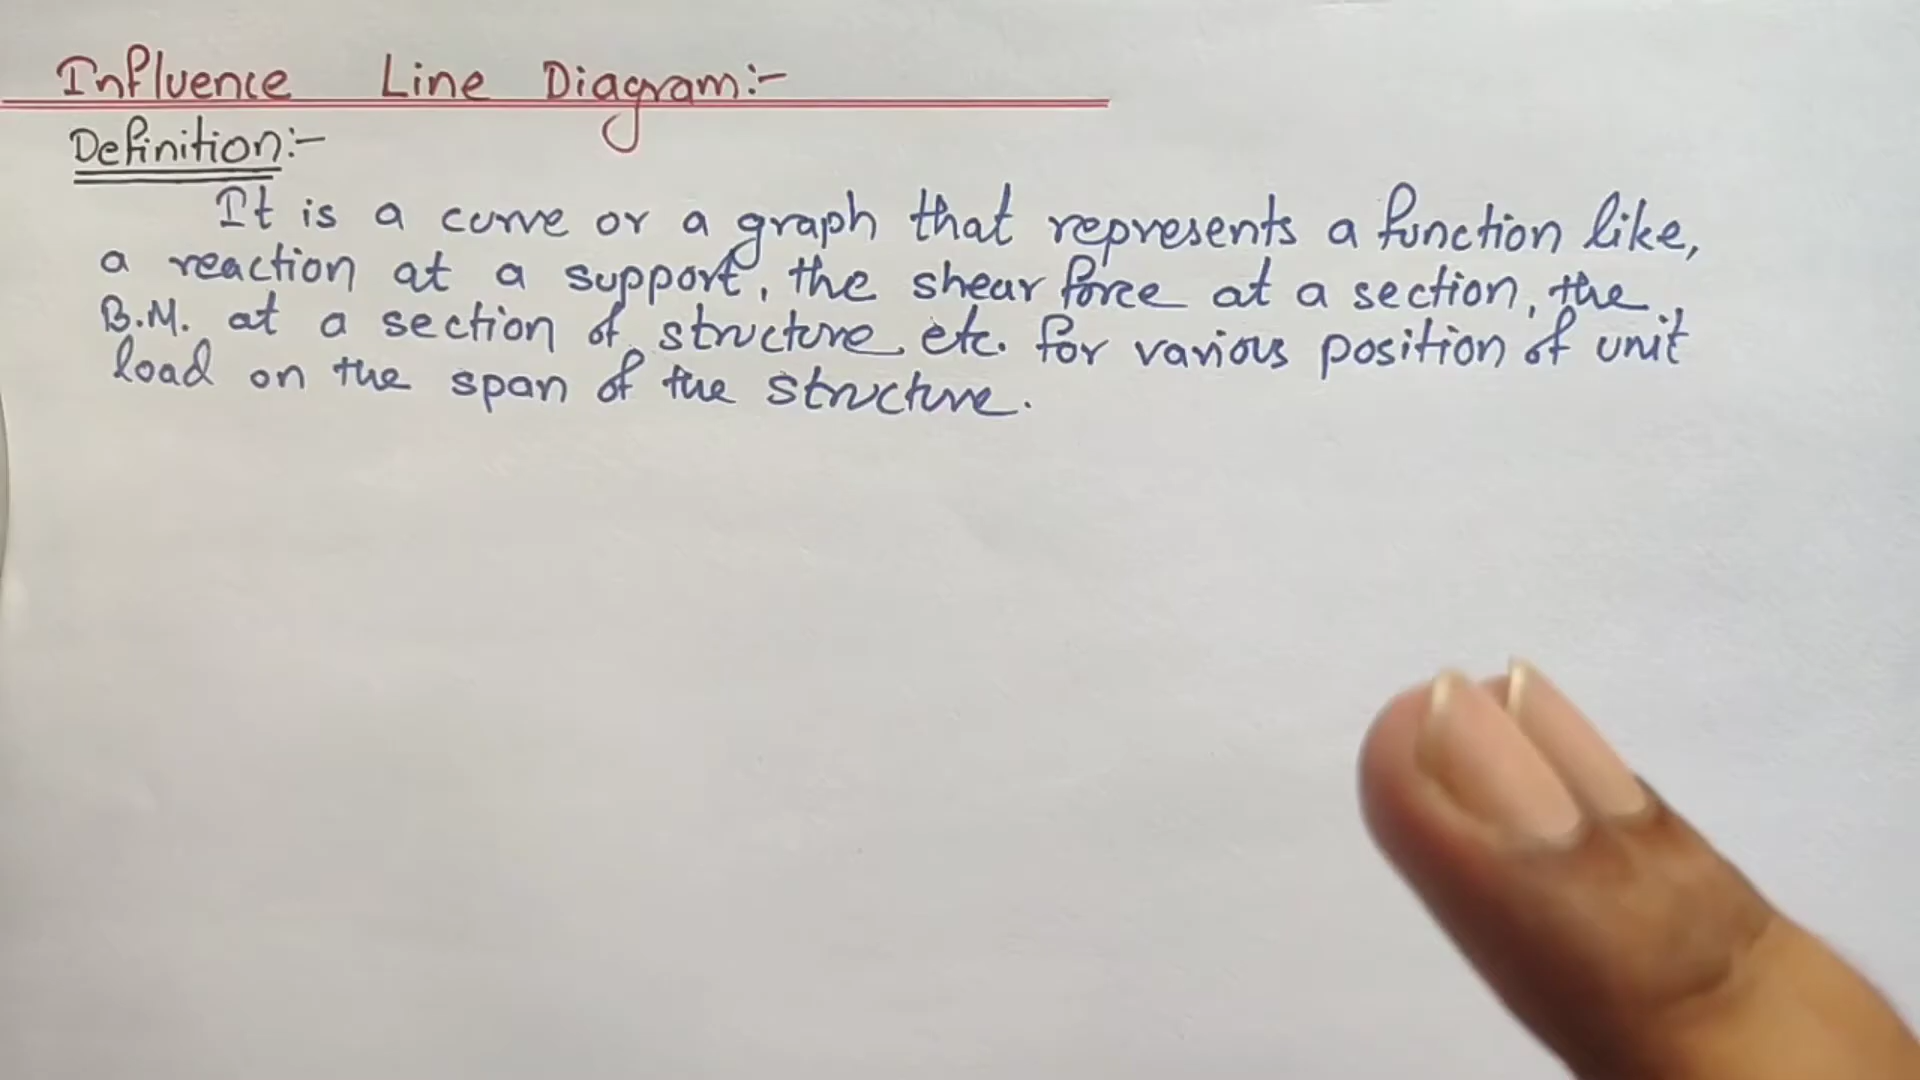 Influence Line Diagram:-
Definition:-
It is a curve or a graph that represents a function like,
a reaction at a support, the shear force at a section, the
B.M. at a section of structure etc. for various position of unit
load on the span of the structure.